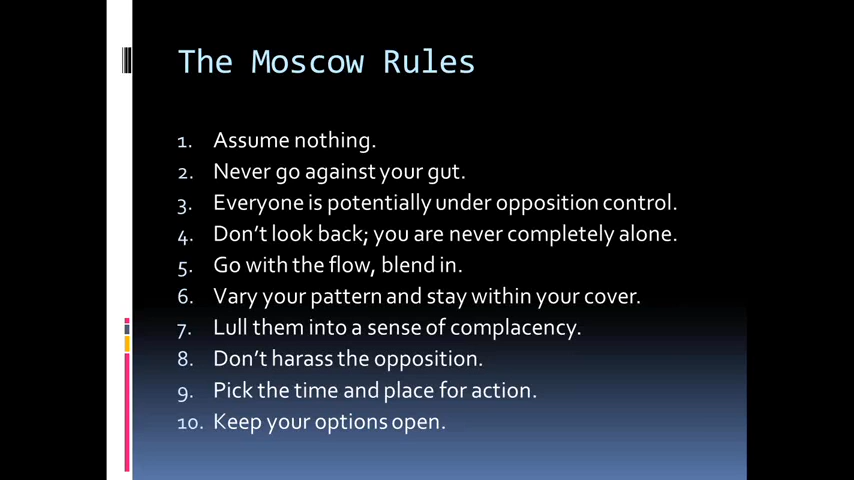 The Moscow Rules
1. Assume nothing.
2. Never go against your gut.
3. Everyone is potentially under opposition control.
4. Don't look back; you are never completely alone.
5. Go with the flow, blend in.
6. Vary your pattern and stay within your cover.
7. Lull them into a sense of complacency.
8. Don't harass the opposition.
9. Pick the time and place for action.
10. Keep your options open.